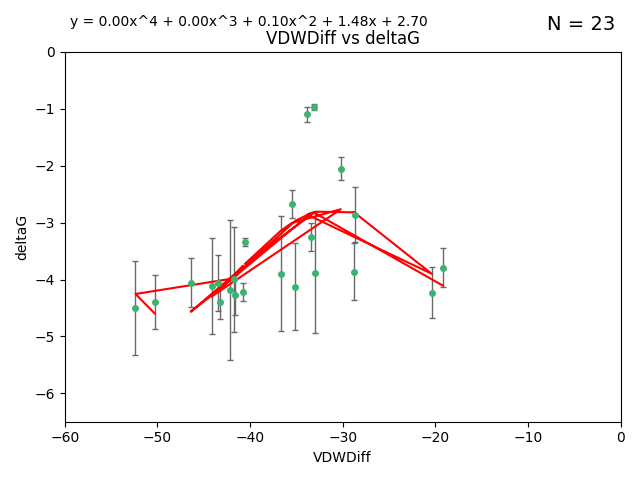 y = 0.00x^4 + 0.00x^3 + 0.10x^2 + 1.48x + 2.70
N = 23
VDWDiff vs deltaG
0
−1
−2
−3
−4
−5
−6
deltaG
−60 −50 −40 −30 −20 −10 0
VDWDiff